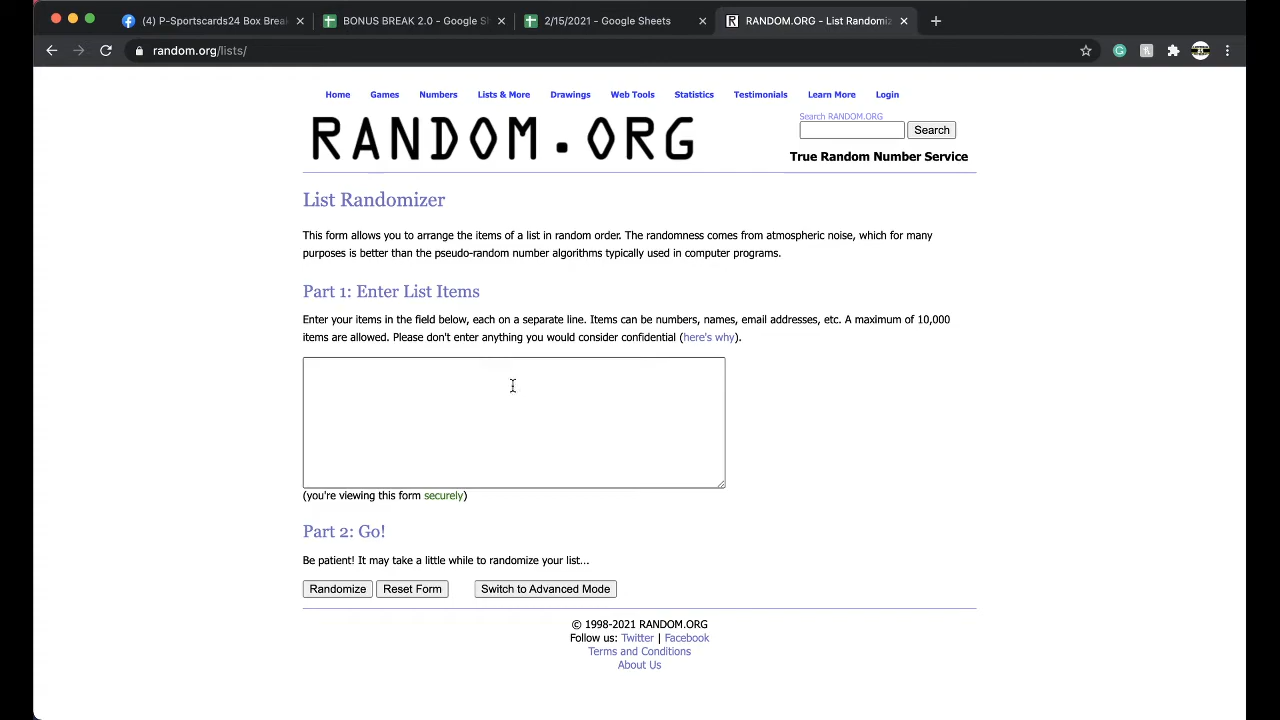 (4) P-Sportscards24 Box Break
BONUS BREAK 2.0 - Google Sh
2/15/2021 - Google Sheets
RANDOM.ORG - List Randomiz
random.org/lists/
Home Games Numbers Lists & More Drawings Web Tools Statistics Testimonials Learn More Login
RANDOM.ORG
Search RANDOM.ORG
Search
True Random Number Service
List Randomizer
This form allows you to arrange the items of a list in random order. The randomness comes from atmospheric noise, which for many
purposes is better than the pseudo-random number algorithms typically used in computer programs.
Part 1: Enter List Items
Enter your items in the field below, each on a separate line. Items can be numbers, names, email addresses, etc. A maximum of 10,000
items are allowed. Please don't enter anything you would consider confidential (here's why).
(you're viewing this form securely)
Part 2: Go!
Be patient! It may take a little while to randomize your list...
Randomize Reset Form Switch to Advanced Mode
© 1998-2021 RANDOM.ORG
Follow us: Twitter | Facebook
Terms and Conditions
About Us